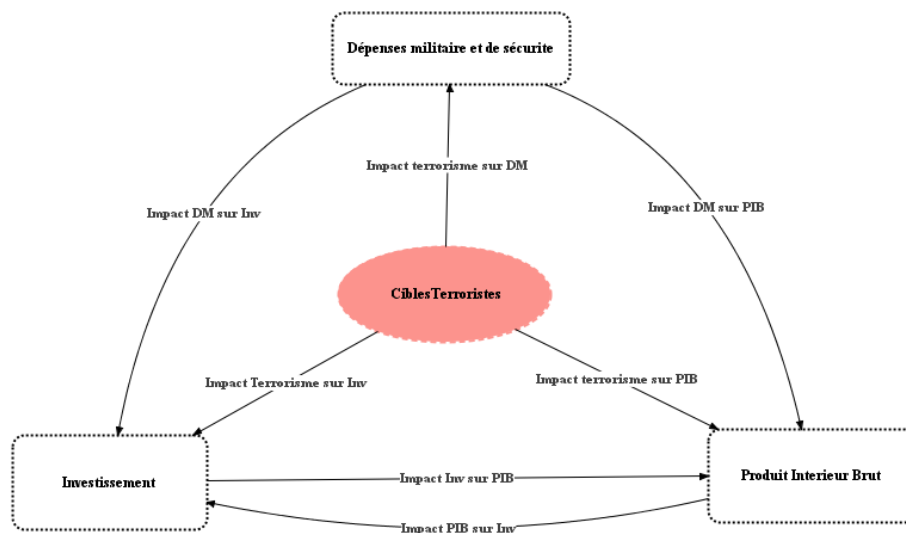 Dépenses militaire et de sécurite
Impact terrorisme sur DM
Impact DM sur Inv
Impact DM sur PIB
CiblesTerroristes
Impact Terrorisme sur Inv
Impact terrorisme sur PIB
Investissement
Impact Inv sur PIB
Produit Interieur Brut
Impact PIB sur Inv